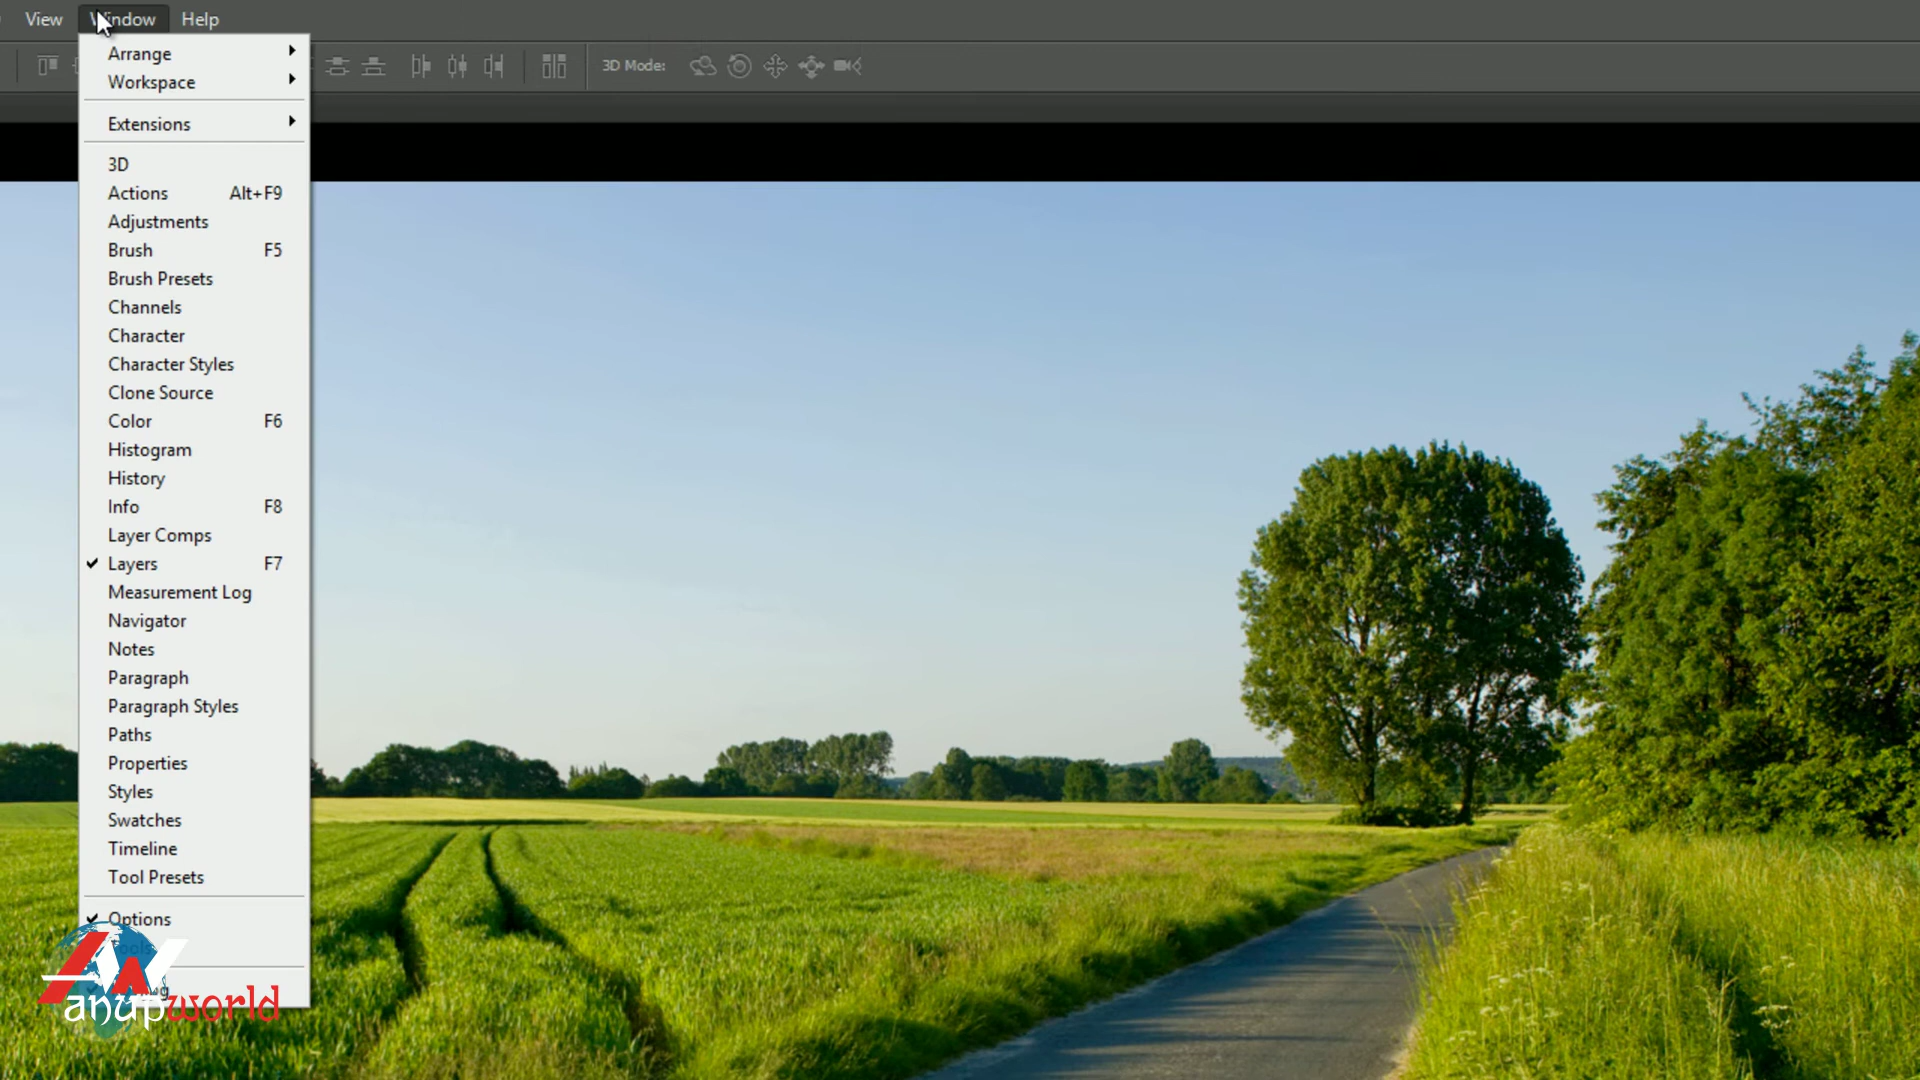 View Window Help
3D Mode:
Arrange
Workspace
Extensions
3D
Actions Alt+F9
Adjustments
Brush F5
Brush Presets
Channels
Character
Character Styles
Clone Source
Color F6
Histogram
History
Info F8
Layer Comps
Layers F7
Measurement Log
Navigator
Notes
Paragraph
Paragraph Styles
Paths
Properties
Styles
Swatches
Timeline
Tool Presets
Options
Tools
AW
anupworld